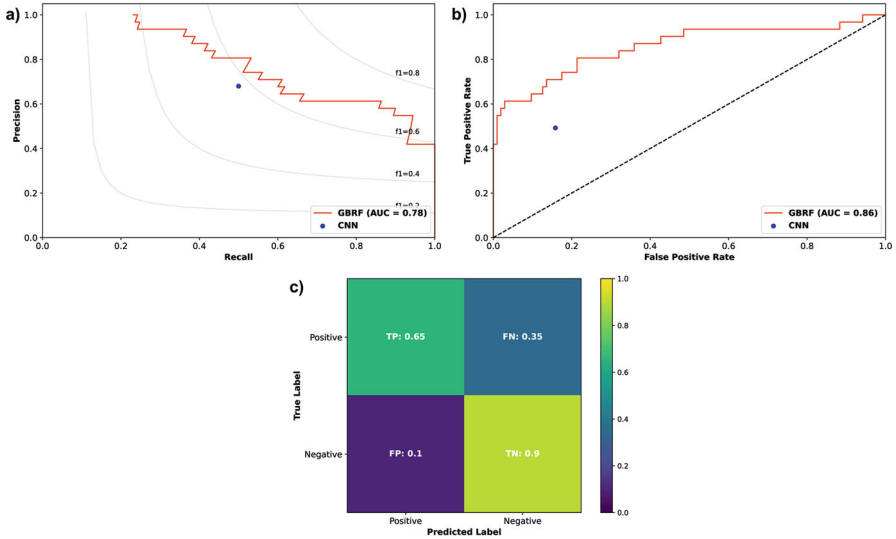 a)
1.0
0.8
0.6
0.4
0.2
0.0
Precision
f1=0.8
f1=0.6
f1=0.4
f1=0.2
GBRF (AUC = 0.78)
CNN
0.0 0.2 0.4 0.6 0.8 1.0
Recall
b)
1.0
0.8
0.6
0.4
0.2
0.0
True Positive Rate
GBRF (AUC = 0.86)
CNN
0.0 0.2 0.4 0.6 0.8 1.0
False Positive Rate
c)
True Label
Positive
Negative
TP: 0.65 FN: 0.35
FP: 0.1 TN: 0.9
Positive Negative
Predicted Label
1.0
0.8
0.6
0.4
0.2
0.0